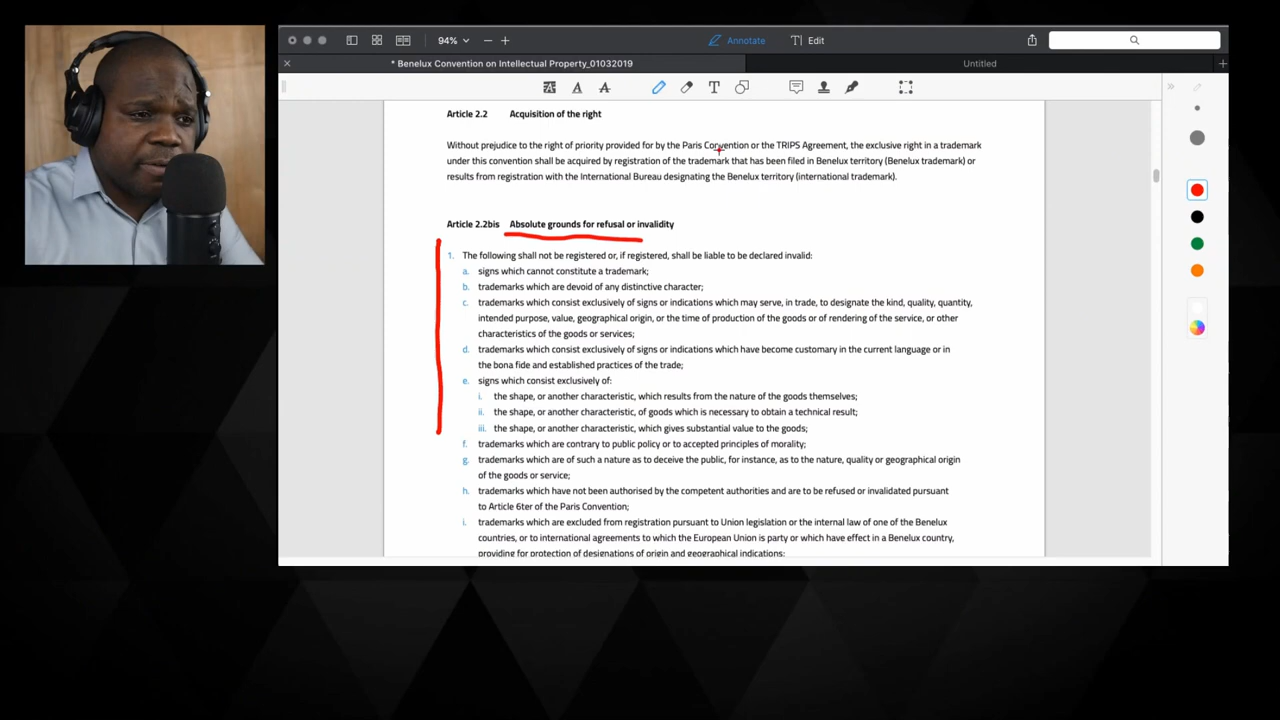 94%
Annotate
Edit
* Benelux Convention on Intellectual Property_01032019
Untitled
Article 2.2 Acquisition of the right
Without prejudice to the right of priority provided for by the Paris Convention or the TRIPS Agreement, the exclusive right in a trademark
under this convention shall be acquired by registration of the trademark that has been filed in Benelux territory (Benelux trademark) or
results from registration with the International Bureau designating the Benelux territory (international trademark).
Article 2.2bis Absolute grounds for refusal or invalidity
1. The following shall not be registered or, if registered, shall be liable to be declared invalid:
a. signs which cannot constitute a trademark;
b. trademarks which are devoid of any distinctive character;
c. trademarks which consist exclusively of signs or indications which may serve, in trade, to designate the kind, quality, quantity,
intended purpose, value, geographical origin, or the time of production of the goods or of rendering of the service, or other
characteristics of the goods or services;
d. trademarks which consist exclusively of signs or indications which have become customary in the current language or in
the bona fide and established practices of the trade;
e. signs which consist exclusively of:
i. the shape, or another characteristic, which results from the nature of the goods themselves;
ii. the shape, or another characteristic, of goods which is necessary to obtain a technical result;
iii. the shape, or another characteristic, which gives substantial value to the goods;
f. trademarks which are contrary to public policy or to accepted principles of morality;
g. trademarks which are of such a nature as to deceive the public, for instance, as to the nature, quality or geographical origin
of the goods or service;
h. trademarks which have not been authorised by the competent authorities and are to be refused or invalidated pursuant
to Article 6ter of the Paris Convention;
i. trademarks which are excluded from registration pursuant to Union legislation or the internal law of one of the Benelux
countries, or to international agreements to which the European Union is party or which have effect in a Benelux country,
providing for protection of designations of origin and geographical indications;